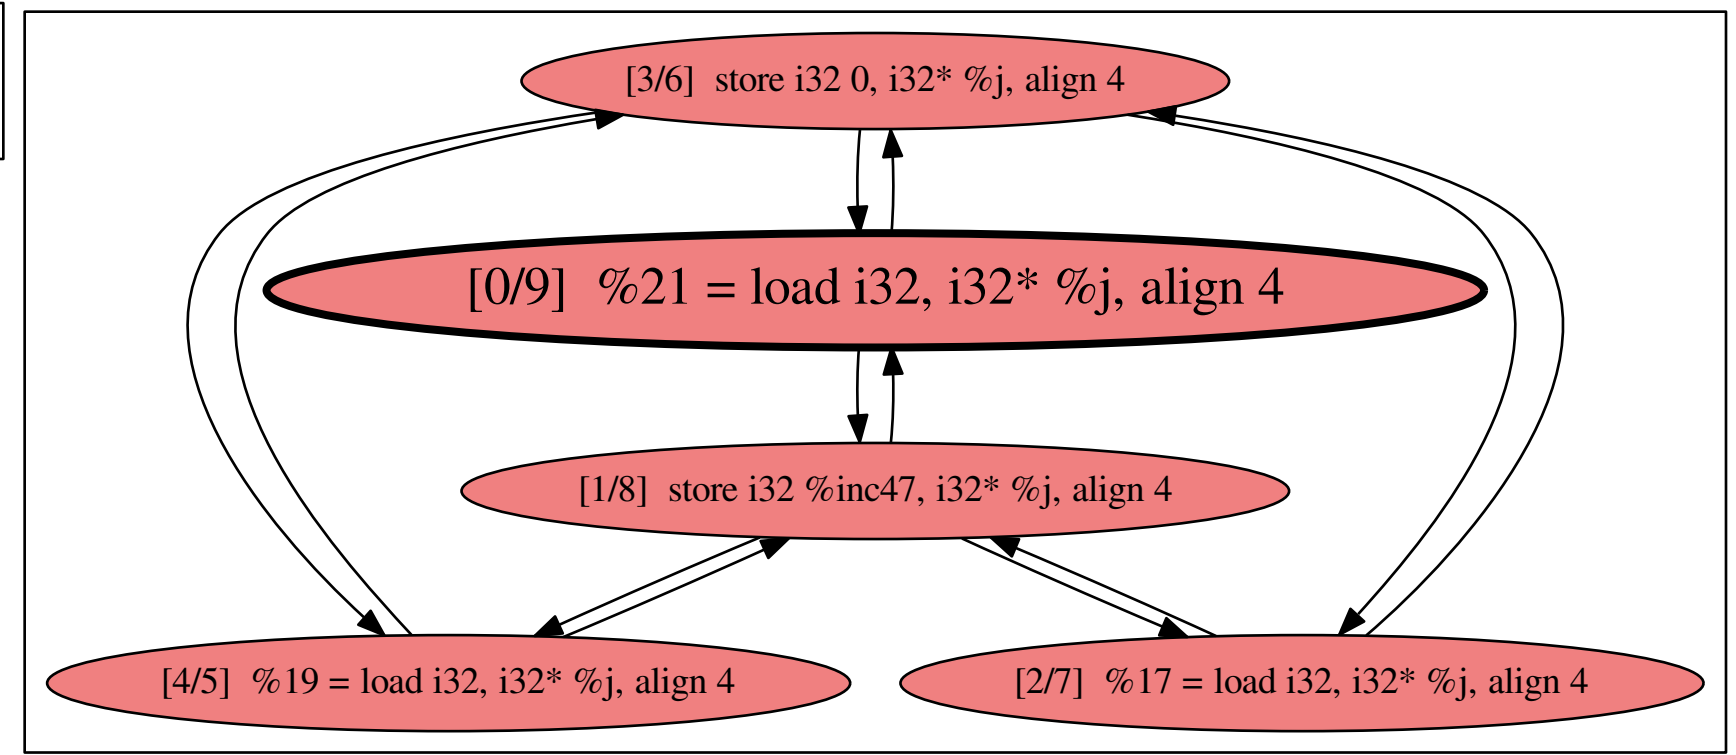 [3/6]  store i32 0, i32* %j, align 4
[0/9]  %21 = load i32, i32* %j, align 4
[1/8]  store i32 %inc47, i32* %j, align 4
[4/5]  %19 = load i32, i32* %j, align 4
[2/7]  %17 = load i32, i32* %j, align 4